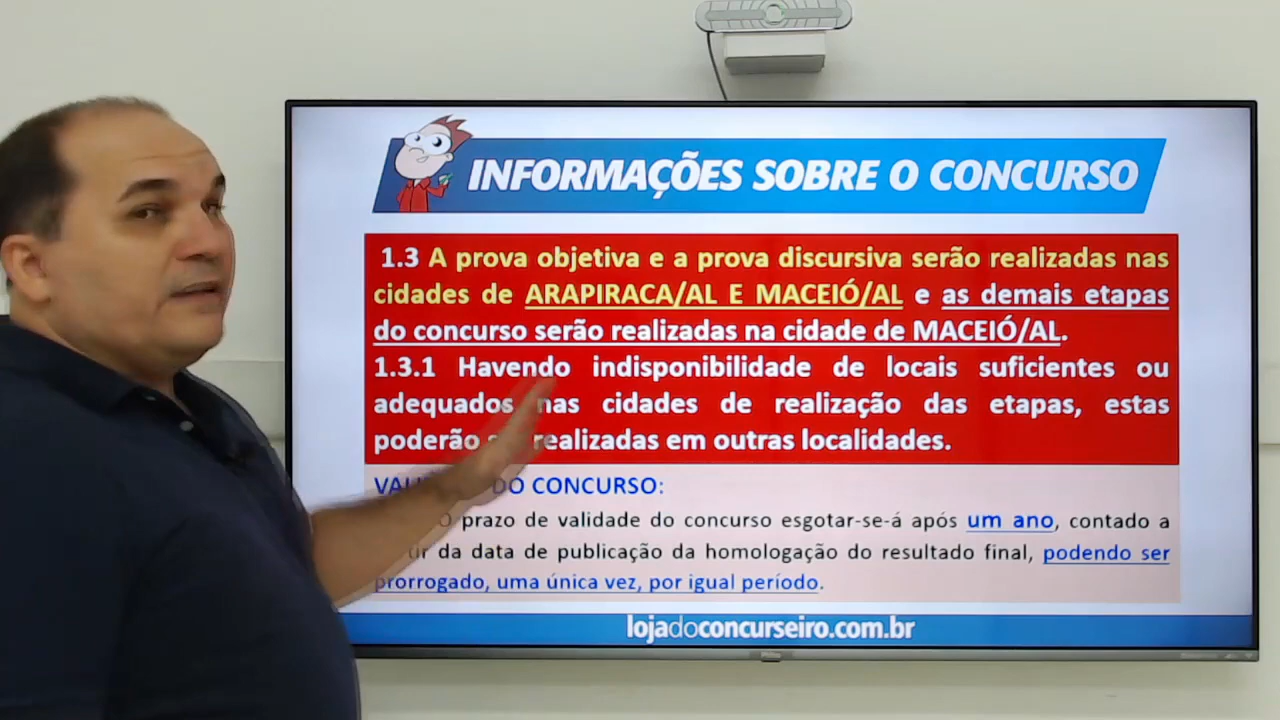 INFORMAÇÕES SOBRE O CONCURSO
1.3 A prova objetiva e a prova discursiva serão realizadas nas
cidades de ARAPIRACA/AL E MACEIÓ/AL e as demais etapas
do concurso serão realizadas na cidade de MACEIÓ/AL.
1.3.1 Havendo indisponibilidade de locais suficientes ou
adequados nas cidades de realização das etapas, estas
poderão realizadas em outras localidades.
DO CONCURSO:
prazo de validade do concurso esgotar-se-á após um ano, contado a
da data de publicação da homologação do resultado final, podendo ser
prorrogado, uma única vez, por igual período.
lojadoconcurseiro.com.br